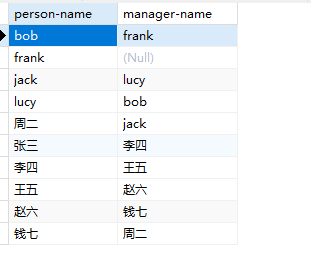 person-name manager-name
bob frank
frank (Null)
jack lucy
lucy bob
周二 jack
张三 李四
李四 王五
王五 赵六
赵六 钱七
钱七 周二